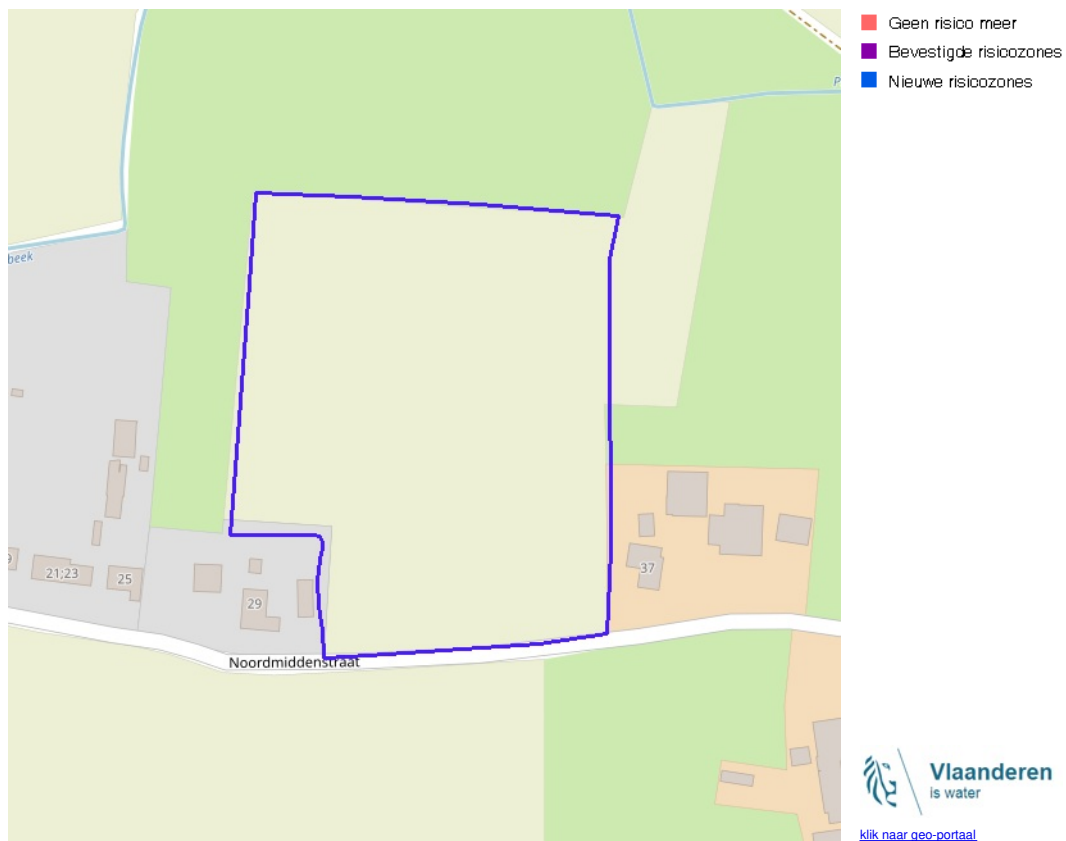 Geen risico meer
Bevestigde risicozones
Nieuwe risicozones
P
beek
9
21;23
25
29
37
Noordmiddenstraat
Vlaanderen
is water
klik naar geo-portaal